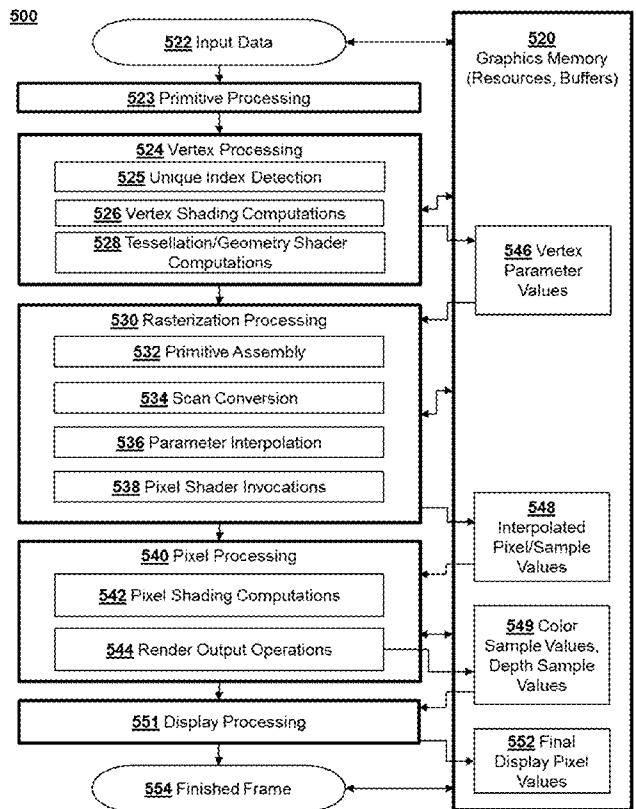 500
522 Input Data
523 Primitive Processing
524 Vertex Processing
525 Unique Index Detection
526 Vertex Shading Computations
528 Tessellation/Geometry Shader
Computations
530 Rasterization Processing
532 Primitive Assembly
534 Scan Conversion
536 Parameter Interpolation
538 Pixel Shader Invocations
540 Pixel Processing
542 Pixel Shading Computations
544 Render Output Operations
551 Display Processing
554 Finished Frame
520
Graphics Memory
(Resources, Buffers)
546 Vertex
Parameter
Values
548
Interpolated
Pixel/Sample
Values
549 Color
Sample Values,
Depth Sample
Values
552 Final
Display Pixel
Values